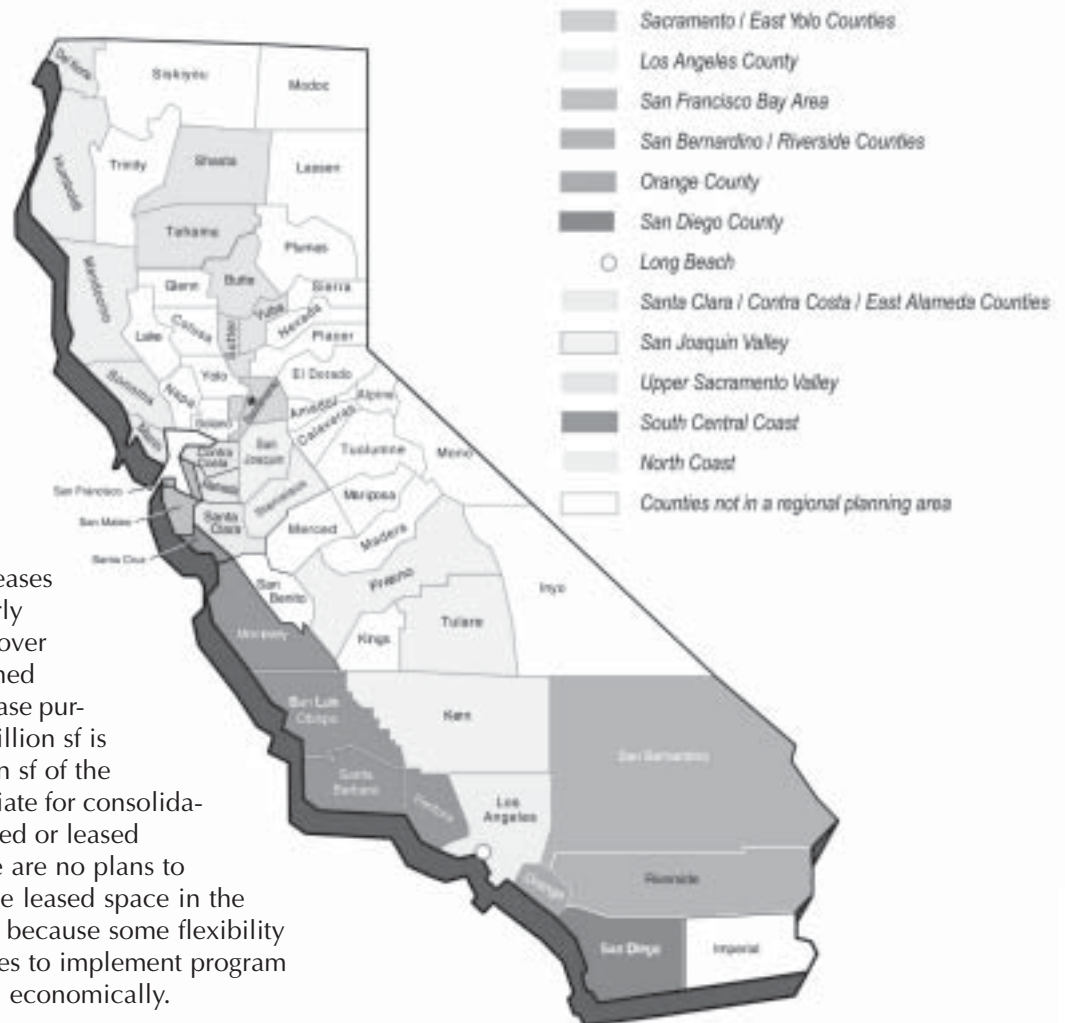 Sacramento / East Yolo Counties
Los Angeles County
San Francisco Bay Area
San Bernardino / Riverside Counties
Orange County
San Diego County
Long Beach
Santa Clara / Contra Costa / East Alameda Counties
San Joaquin Valley
Upper Sacramento Valley
South Central Coast
North Coast
Counties not in a regional planning area
Del Norte
Siskiyou
Modoc
Humboldt
Trinity
Shasta
Lassen
Tehama
Plumas
Mendocino
Glenn
Butte
Sierra
Lake
Colusa
Sutter
Yuba
Nevada
Placer
Sonoma
Napa
Yolo
El Dorado
Sacramento
Amador
Alpine
Solano
Calaveras
Marin
Contra
Costa
San
Joaquin
Tuolumne
Mono
San Francisco
Alameda
Stanislaus
Mariposa
San Mateo
Santa
Clara
Merced
Madera
Santa Cruz
San
Benito
Fresno
Inyo
Monterey
Kings
Tulare
San Luis
Obispo
Kern
San Bernardino
Santa
Barbara
Ventura
Los
Angeles
Orange
Riverside
San Diego
Imperial
eases
rly
over
ned
ase pur-
illion sf is
n sf of the
iate for consolida-
ed or leased
e are no plans to
e leased space in the
because some flexibility
es to implement program
economically.